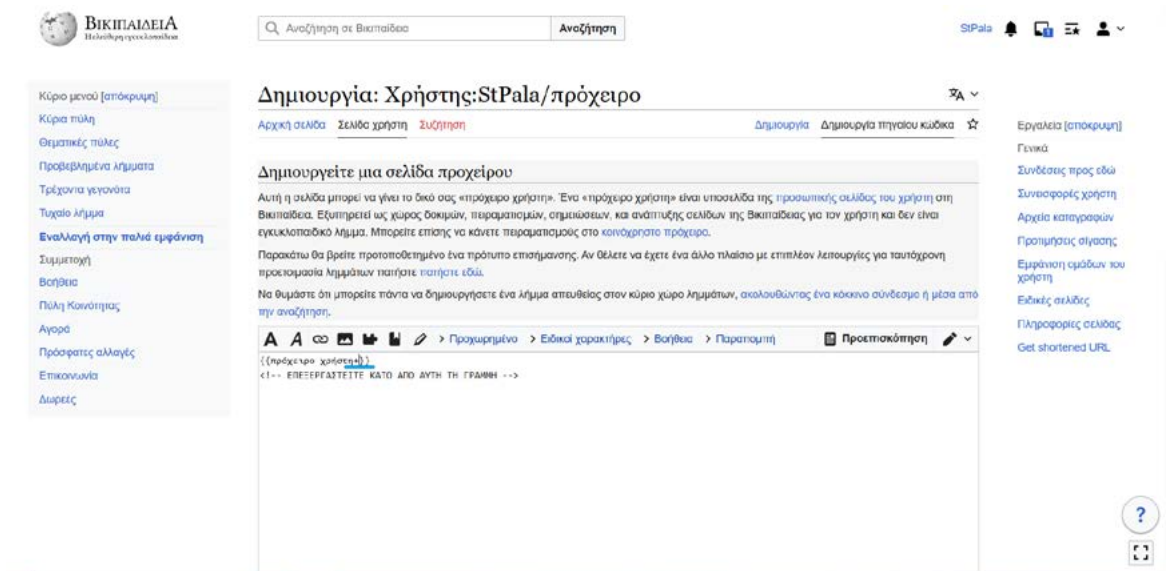 ΒΙΚΙΠΑΙΔΕΙΑ
Η ελεύθερη εγκυκλοπαίδεια
Αναζήτηση σε Βικιπαίδεια
Αναζήτηση
StPala
1
Κύριο μενού [απόκρυψη]
Κύρια πύλη
Θεματικές πύλες
Προβεβλημένα λήμματα
Τρέχοντα γεγονότα
Τυχαίο λήμμα
Εναλλαγή στην παλιά εμφάνιση
Συμμετοχή
Βοήθεια
Πύλη Κοινότητας
Αγορά
Πρόσφατες αλλαγές
Επικοινωνία
Δωρεές
Δημιουργία: Χρήστης:StPala/πρόχειρο
Αρχική σελίδα Σελίδα χρήστη Συζήτηση Δημιουργία Δημιουργία πηγαίου κώδικα
Δημιουργείτε μια σελίδα προχείρου
Αυτή η σελίδα μπορεί να γίνει το δικό σας «πρόχειρο χρήστη». Ένα «πρόχειρο χρήστη» είναι υποσελίδα της προσωπικής σελίδας του χρήστη στη
Βικιπαίδεια. Εξυπηρετεί ως χώρος δοκιμών, πειραματισμών, σημειώσεων, και ανάπτυξης σελίδων της Βικιπαίδειας για τον χρήστη και δεν είναι
εγκυκλοπαιδικό λήμμα. Μπορείτε επίσης να κάνετε πειραματισμούς στο κοινόχρηστο πρόχειρο.
Παρακάτω θα βρείτε προτοποθετημένο ένα πρότυπο επισήμανσης. Αν θέλετε να έχετε ένα άλλο πλαίσιο με επιπλέον λειτουργίες για ταυτόχρονη
προετοιμασία λημμάτων πατήστε πατήστε εδώ.
Να θυμάστε ότι μπορείτε πάντα να δημιουργήσετε ένα λήμμα απευθείας στον κύριο χώρο λημμάτων, ακολουθώντας ένα κόκκινο σύνδεσμο ή μέσα από
την αναζήτηση.
A A Προχωρημένο Ειδικοί χαρακτήρες Βοήθεια Παραπομπή Προεπισκόπηση
{{πρόχειρο χρήστη+}}
<!-- ΕΠΕΞΕΡΓΑΣΤΕΙΤΕ ΚΑΤΩ ΑΠΟ ΑΥΤΗ ΤΗ ΓΡΑΜΜΗ -->
Εργαλεία [απόκρυψη]
Γενικά
Συνδέσεις προς εδώ
Συνεισφορές χρήστη
Αρχεία καταγραφών
Προτιμήσεις σίγασης
Εμφάνιση ομάδων του
χρήστη
Ειδικές σελίδες
Πληροφορίες σελίδας
Get shortened URL
?